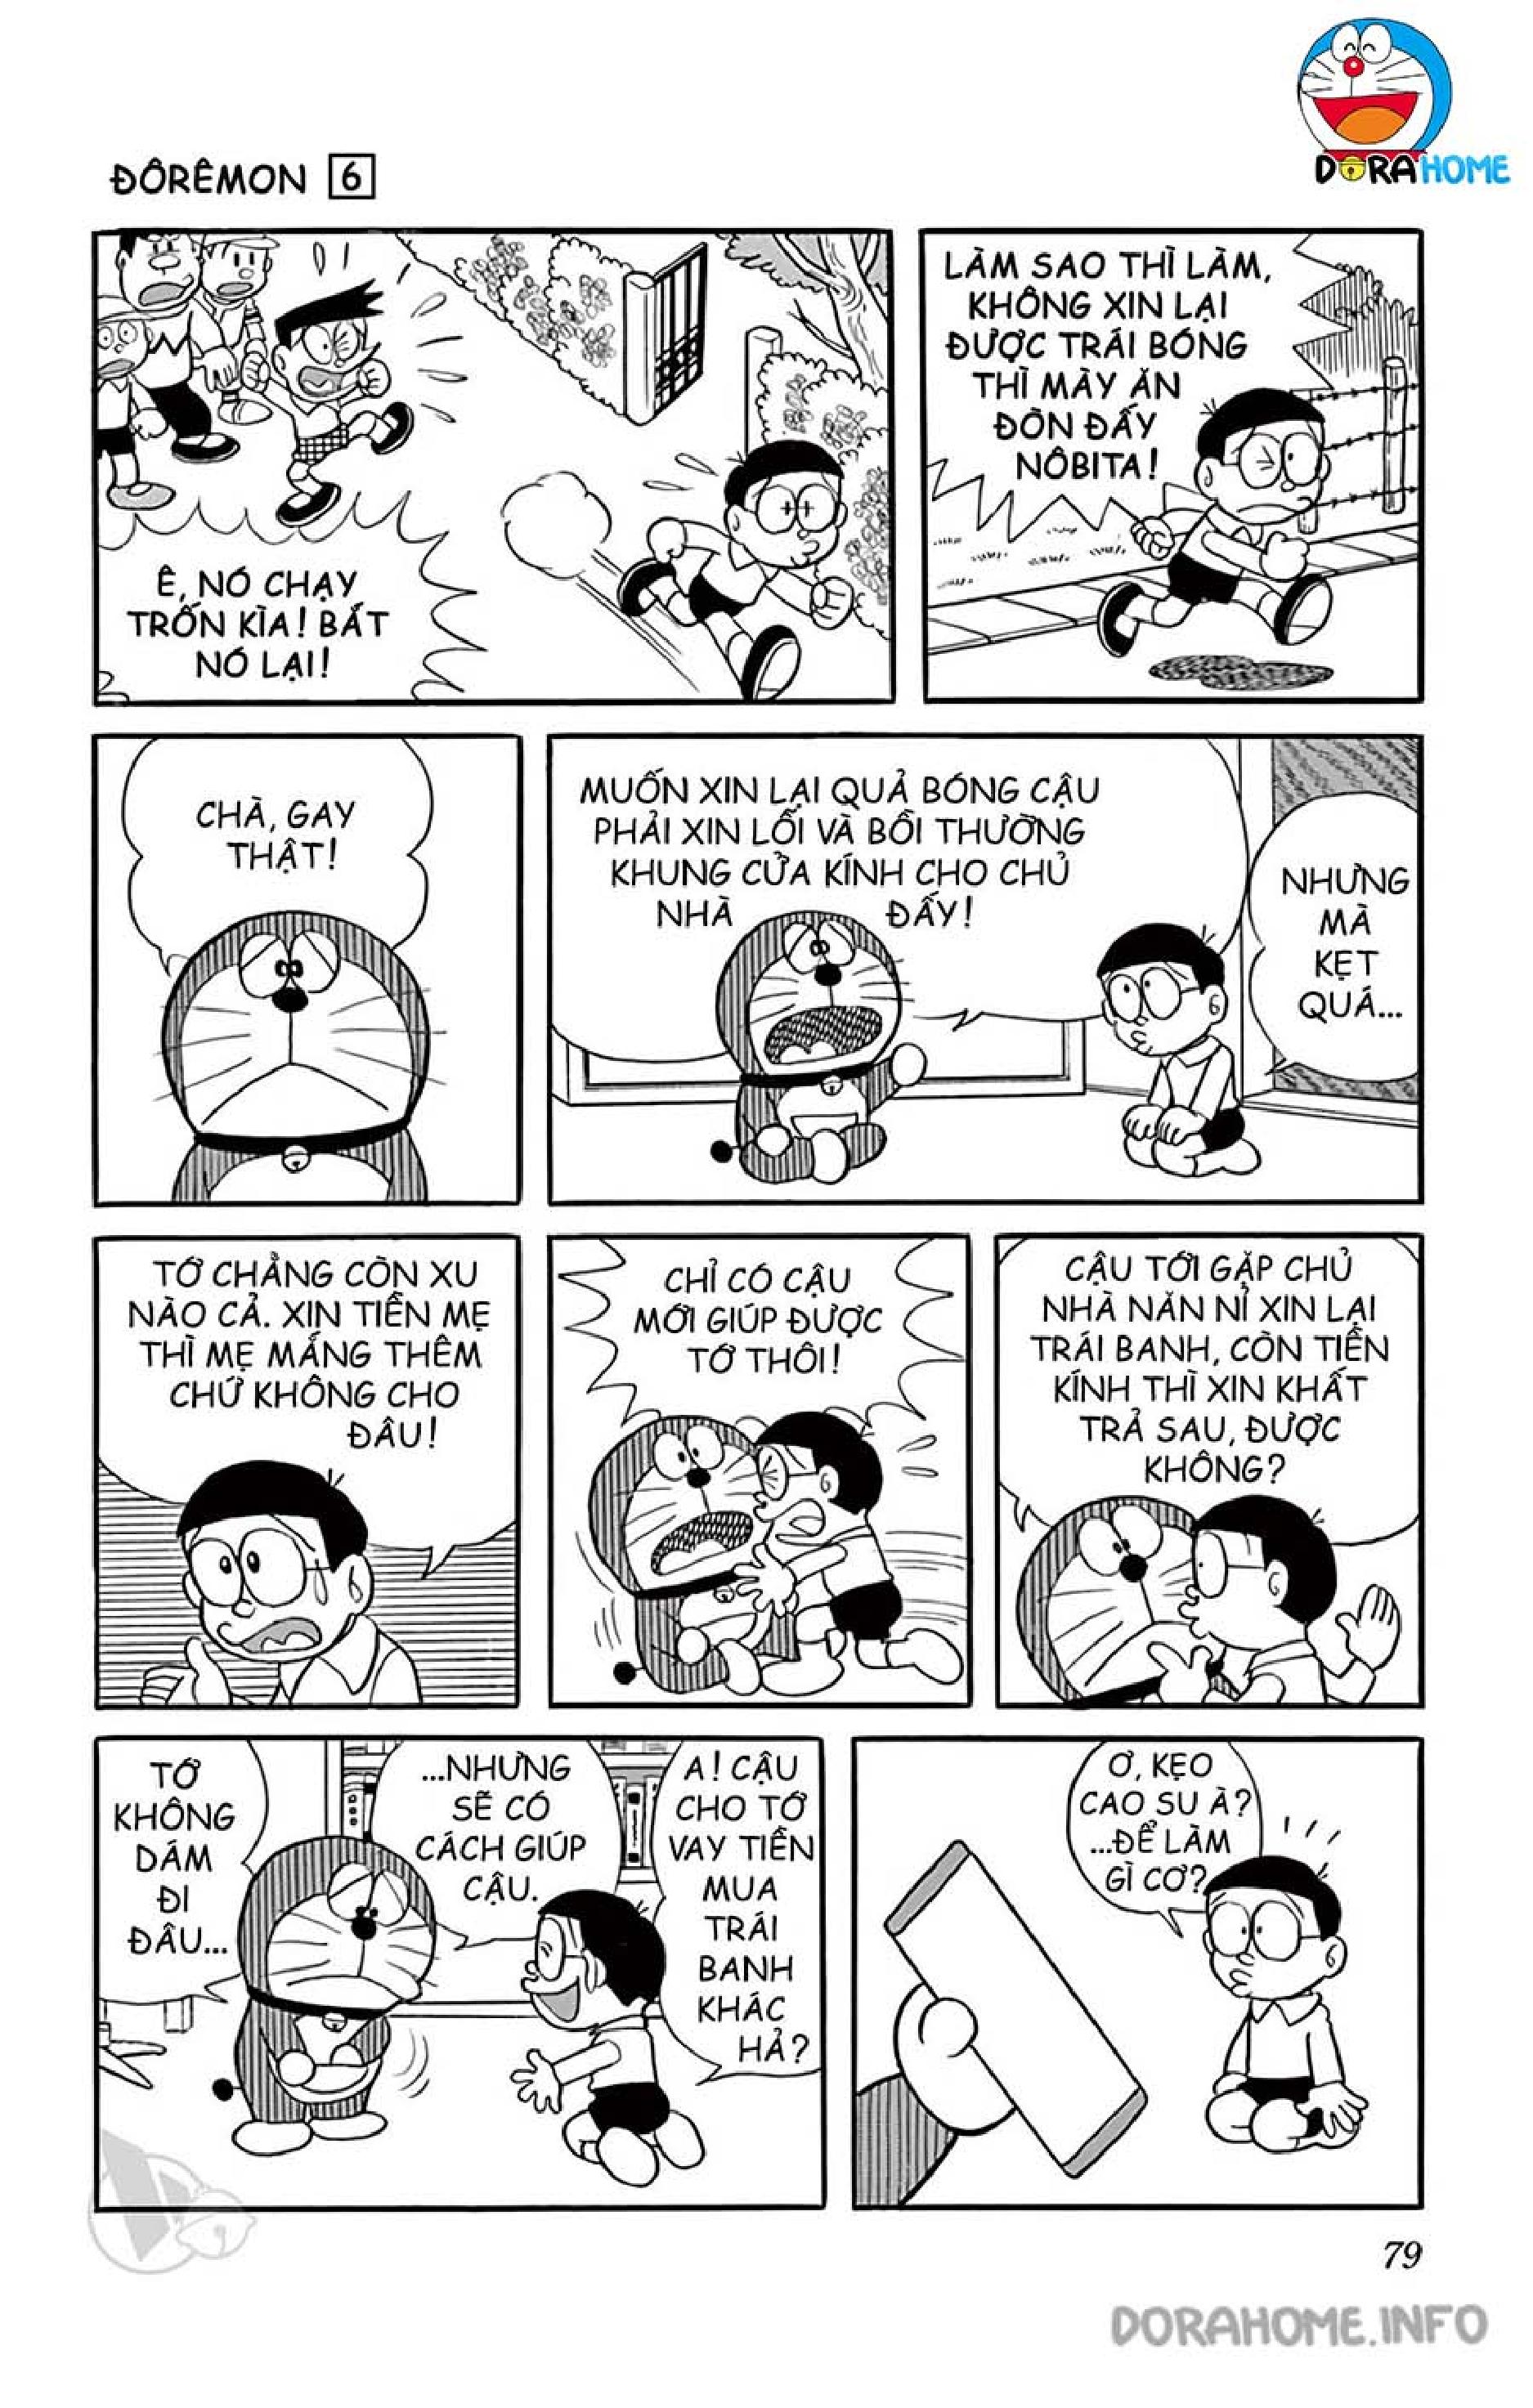 DORAHOME
ĐÔRÊMON 6
Ê, NÓ CHẠY
TRỐN KÌA! BẮT
NÓ LẠI!
LÀM SAO THÌ LÀM,
KHÔNG XIN LẠI
ĐƯỢC TRÁI BÓNG
THÌ MÀY ĂN
ĐÒN ĐẤY
NÔBITA!
CHÀ, GAY
THẬT!
MUỐN XIN LẠI QUẢ BÓNG CẬU
PHẢI XIN LỖI VÀ BỒI THƯỜNG
KHUNG CỬA KÍNH CHO CHỦ
NHÀ ĐẤY!
NHƯNG
MÀ
KẸT
QUÁ...
TỚ CHẲNG CÒN XU
NÀO CẢ. XIN TIỀN MẸ
THÌ MẸ MẮNG THÊM
CHỨ KHÔNG CHO
ĐÂU!
CHỈ CÓ CẬU
MỚI GIÚP ĐƯỢC
TỚ THÔI!
CẬU TỚI GẶP CHỦ
NHÀ NĂN NỈ XIN LẠI
TRÁI BANH, CÒN TIỀN
KÍNH THÌ XIN KHẤT
TRẢ SAU, ĐƯỢC
KHÔNG?
TỚ
KHÔNG
DÁM
ĐI
ĐÂU...
...NHƯNG
SẼ CÓ
CÁCH GIÚP
CẬU.
A! CẬU
CHO TỚ
VAY TIỀN
MUA
TRÁI
BANH
KHÁC
HẢ?
Ơ, KẸO
CAO SU À?
...ĐỂ LÀM
GÌ CƠ?
79
DORAHOME.INFO